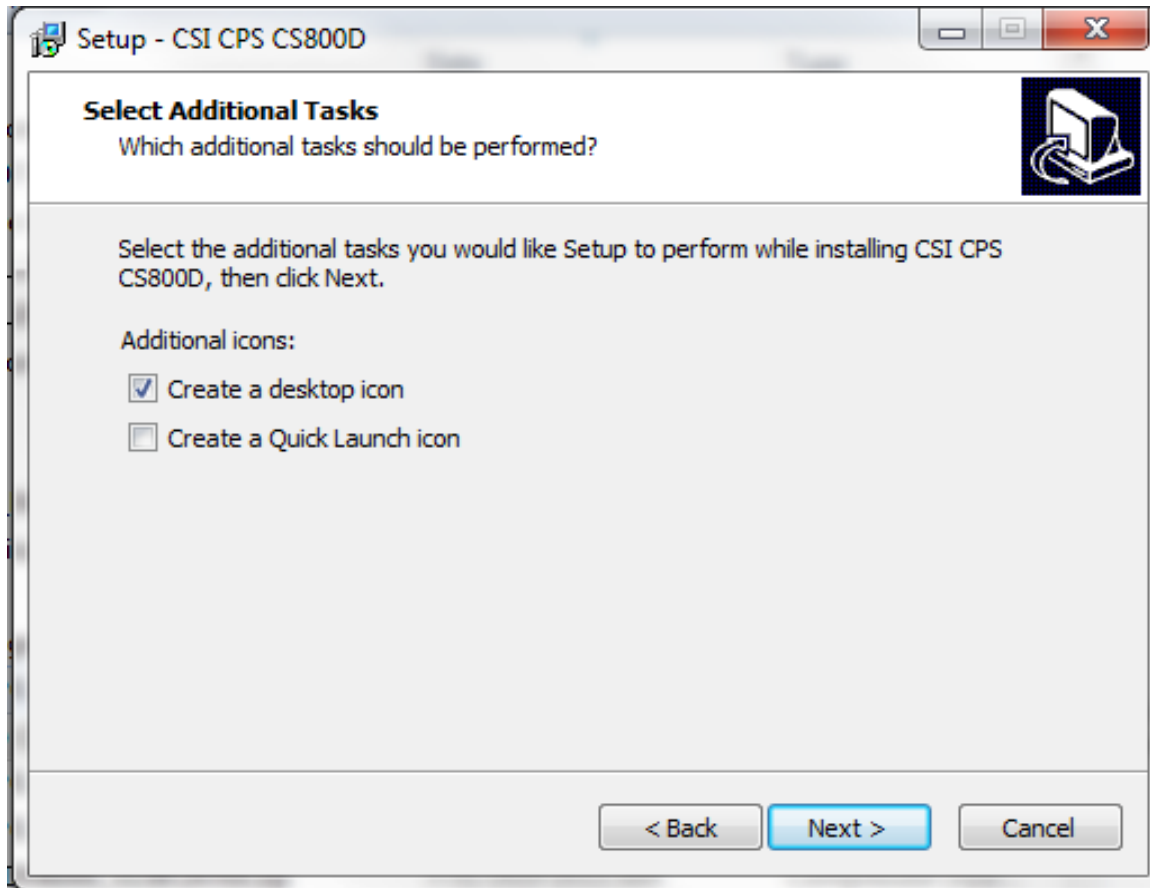 Setup - CSI CPS CS800D
Select Additional Tasks
Which additional tasks should be performed?
Select the additional tasks you would like Setup to perform while installing CSI CPS
CS800D, then click Next.
Additional icons:
Create a desktop icon
Create a Quick Launch icon
< Back
Next >
Cancel